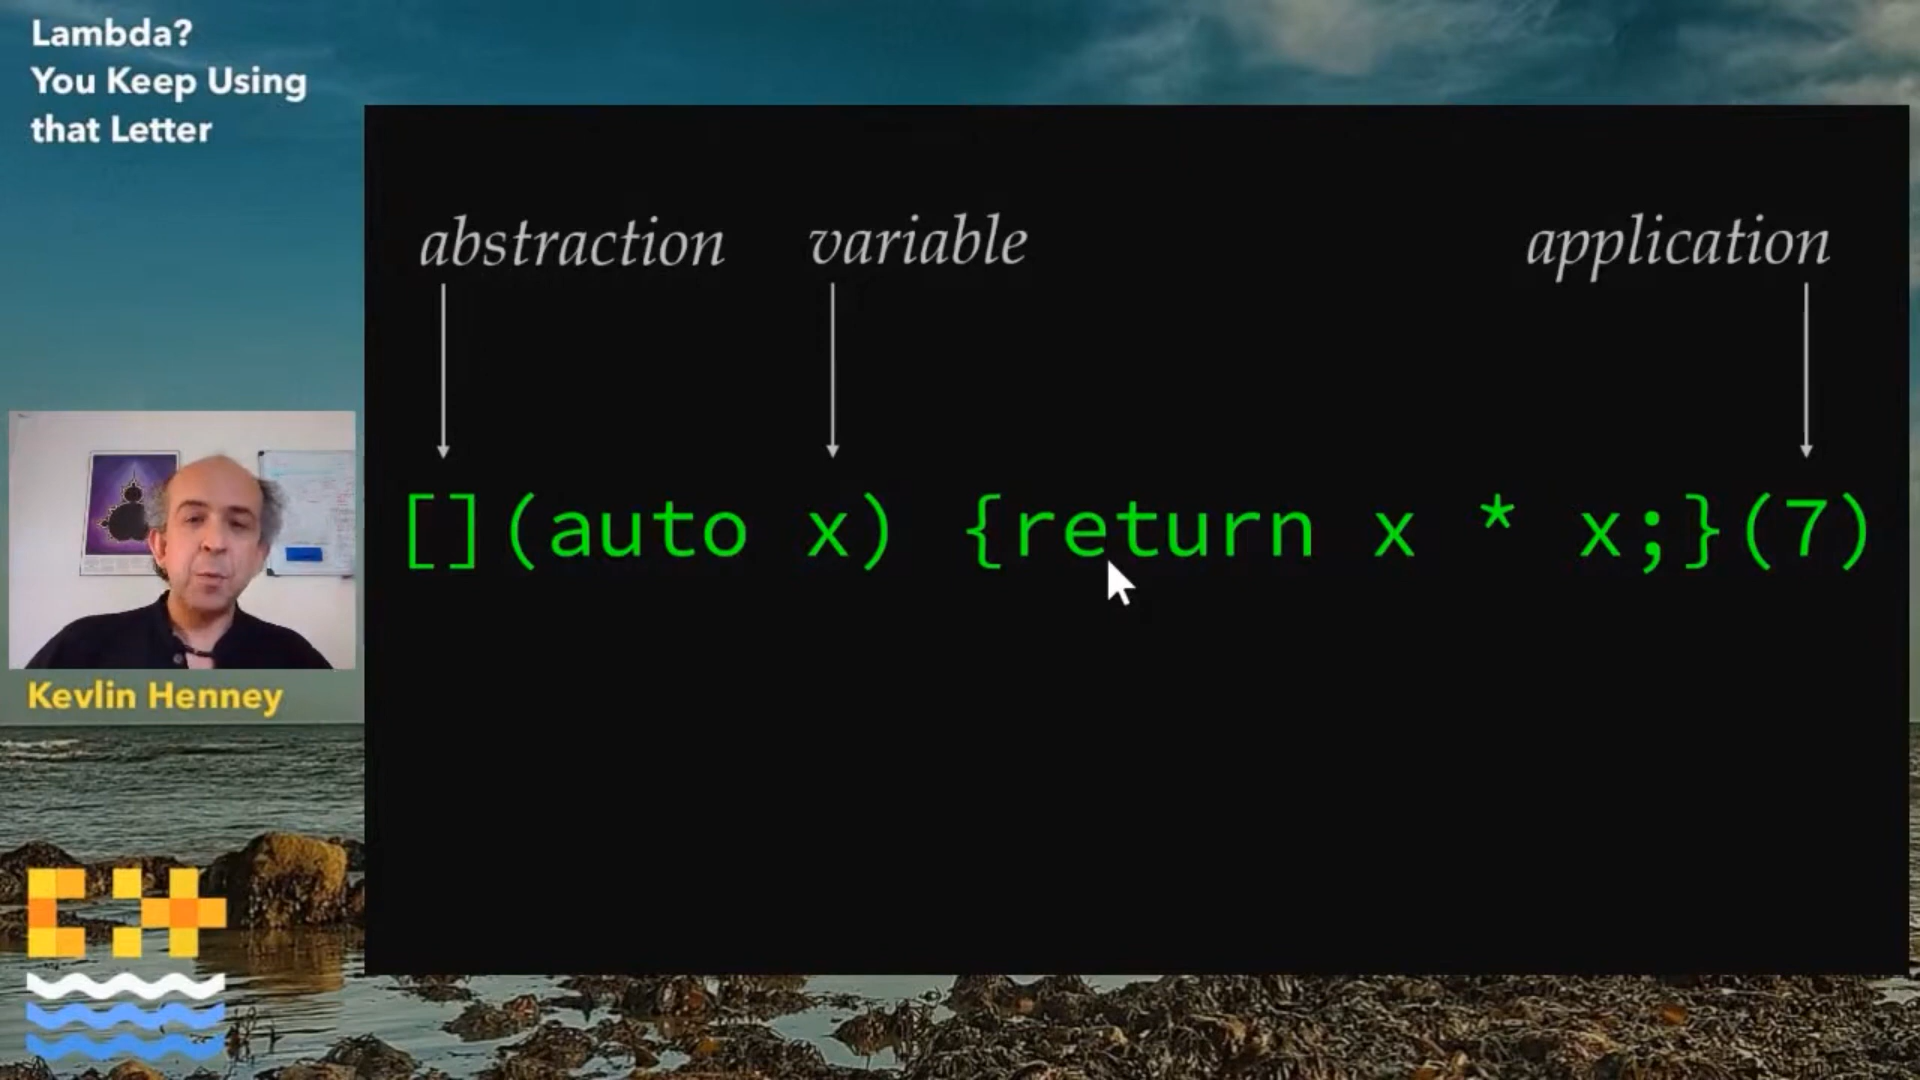 Lambda?
You Keep Using
that Letter
abstraction variable application
[](auto x) {return x * x;}(7)
Kevlin Henney
C++